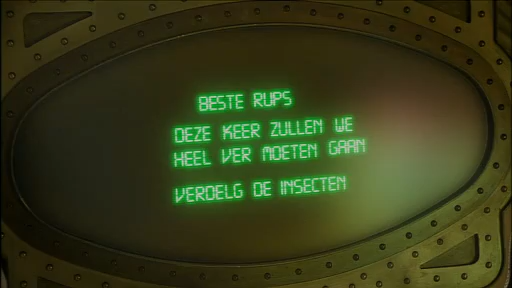 BESTE RUPS
DEZE KEER ZULLEN WE
HEEL VER MOETEN GAAN
VERDELG DE INSECTEN